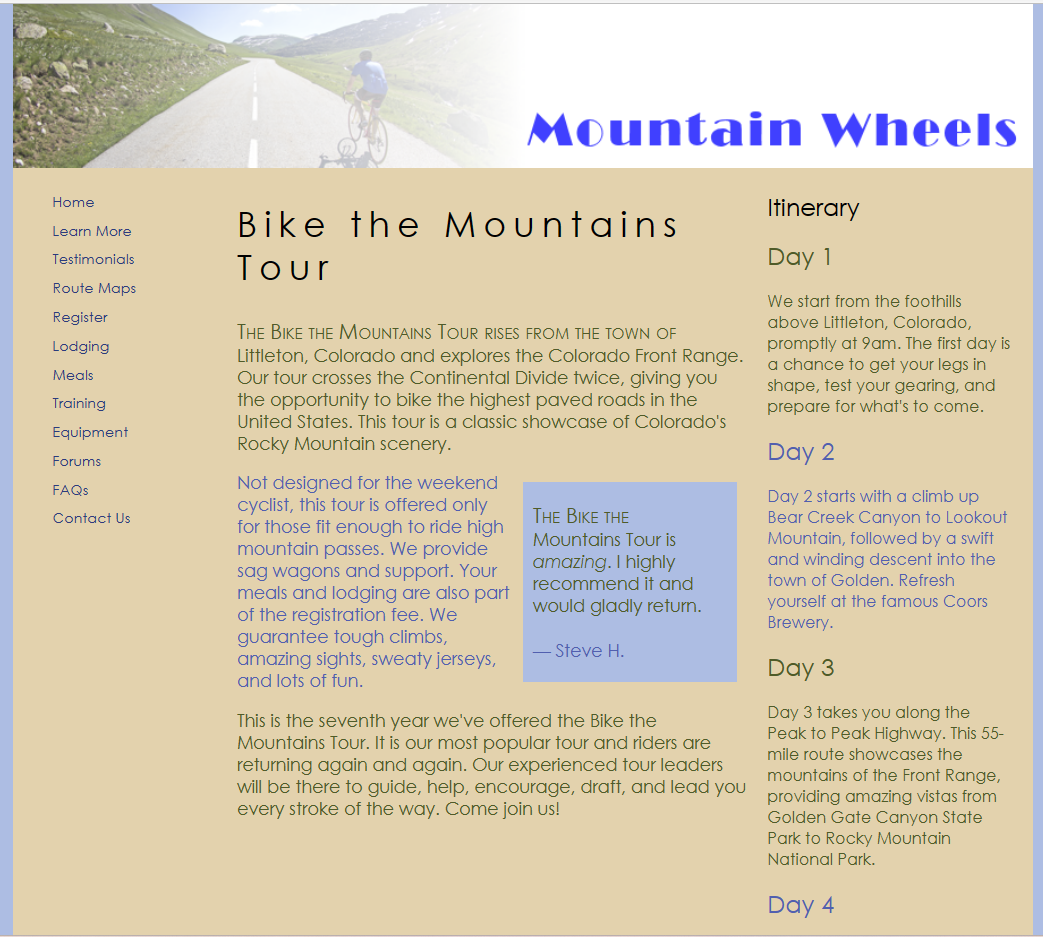 Mountain Wheels
Home
Learn More
Testimonials
Route Maps
Register
Lodging
Meals
Training
Equipment
Forums
FAQs
Contact Us
Bike the Mountains
Tour
The Bike the Mountains Tour rises from the town of
Littleton, Colorado and explores the Colorado Front Range.
Our tour crosses the Continental Divide twice, giving you
the opportunity to bike the highest paved roads in the
United States. This tour is a classic showcase of Colorado's
Rocky Mountain scenery.
Not designed for the weekend
cyclist, this tour is offered only
for those fit enough to ride high
mountain passes. We provide
sag wagons and support. Your
meals and lodging are also part
of the registration fee. We
guarantee tough climbs,
amazing sights, sweaty jerseys,
and lots of fun.
The Bike the
Mountains Tour is
amazing. I highly
recommend it and
would gladly return.
— Steve H.
This is the seventh year we've offered the Bike the
Mountains Tour. It is our most popular tour and riders are
returning again and again. Our experienced tour leaders
will be there to guide, help, encourage, draft, and lead you
every stroke of the way. Come join us!
Itinerary
Day 1
We start from the foothills
above Littleton, Colorado,
promptly at 9am. The first day is
a chance to get your legs in
shape, test your gearing, and
prepare for what's to come.
Day 2
Day 2 starts with a climb up
Bear Creek Canyon to Lookout
Mountain, followed by a swift
and winding descent into the
town of Golden. Refresh
yourself at the famous Coors
Brewery.
Day 3
Day 3 takes you along the
Peak to Peak Highway. This 55-
mile route showcases the
mountains of the Front Range,
providing amazing vistas from
Golden Gate Canyon State
Park to Rocky Mountain
National Park.
Day 4